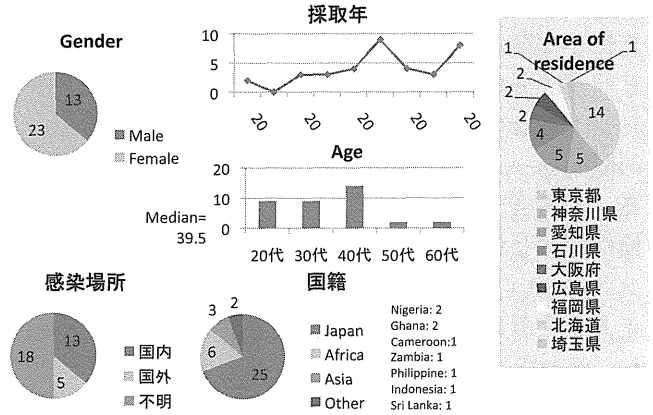 採取年
Gender
13
23
Male
Female
10
5
0
20
20
20
20
20
Age
20
10
0
Median=
39.5
20代
30代
40代
50代
60代
Area of
residence
1
1
2
2
2
4
5
5
14
東京都
神奈川県
愛知県
石川県
大阪府
広島県
福岡県
北海道
埼玉県
感染場所
13
18
5
国内
国外
不明
国籍
3
2
6
25
Japan
Africa
Asia
Other
Nigeria: 2
Ghana: 2
Cameroon:1
Zambia: 1
Philippine: 1
Indonesia: 1
Sri Lanka: 1